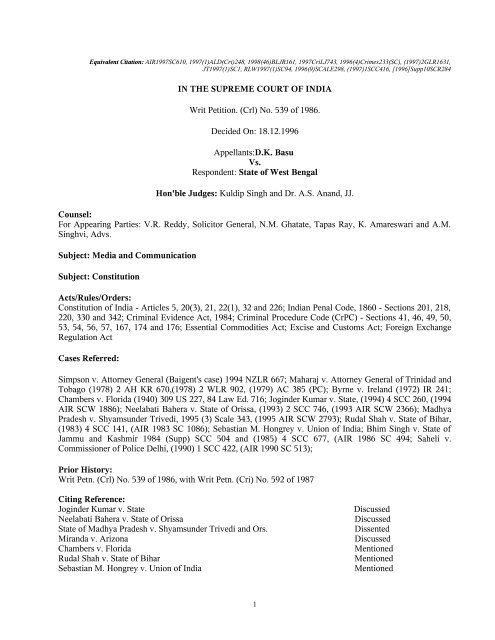 Equivalent Citation: AIR1997SC610, 1997(1)ALD(Cri)248, 1998(46)BLJR161, 1997CriLJ743, 1996(4)Crimes233(SC), (1997)2GLR1631,
JT1997(1)SC1, RLW1997(1)SC94, 1996(9)SCALE298, (1997)1SCC416, [1996]Supp10SCR284
IN THE SUPREME COURT OF INDIA
Writ Petition. (Crl) No. 539 of 1986.
Decided On: 18.12.1996
Appellants:D.K. Basu
Vs.
Respondent: State of West Bengal
Hon'ble Judges: Kuldip Singh and Dr. A.S. Anand, JJ.
Counsel:
For Appearing Parties: V.R. Reddy, Solicitor General, N.M. Ghatate, Tapas Ray, K. Amareswari and A.M.
Singhvi, Advs.
Subject: Media and Communication
Subject: Constitution
Acts/Rules/Orders:
Constitution of India - Articles 5, 20(3), 21, 22(1), 32 and 226; Indian Penal Code, 1860 - Sections 201, 218,
220, 330 and 342; Criminal Evidence Act, 1984; Criminal Procedure Code (CrPC) - Sections 41, 46, 49, 50,
53, 54, 56, 57, 167, 174 and 176; Essential Commodities Act; Excise and Customs Act; Foreign Exchange
Regulation Act
Cases Referred:
Simpson v. Attorney General (Baigent's case) 1994 NZLR 667; Maharaj v. Attorney General of Trinidad and
Tobago (1978) 2 AH KR 670,(1978) 2 WLR 902, (1979) AC 385 (PC); Byrne v. Ireland (1972) IR 241;
Chambers v. Florida (1940) 309 US 227, 84 Law Ed. 716; Joginder Kumar v. State, (1994) 4 SCC 260, (1994
AIR SCW 1886); Neelabati Bahera v. State of Orissa, (1993) 2 SCC 746, (1993 AIR SCW 2366); Madhya
Pradesh v. Shyamsunder Trivedi, 1995 (3) Scale 343, (1995 AIR SCW 2793); Rudal Shah v. State of Bihar,
(1983) 4 SCC 141, (AIR 1983 SC 1086); Sebastian M. Hongrey v. Union of India; Bhim Singh v. State of
Jammu and Kashmir 1984 (Supp) SCC 504 and (1985) 4 SCC 677, (AIR 1986 SC 494; Saheli v.
Commissioner of Police Delhi, (1990) 1 SCC 422, (AIR 1990 SC 513);
Prior History:
Writ Petn. (Crl) No. 539 of 1986, with Writ Petn. (Cri) No. 592 of 1987
Citing Reference:
Joginder Kumar v. State Discussed
Neelabati Bahera v. State of Orissa Discussed
State of Madhya Pradesh v. Shyamsunder Trivedi and Ors. Dissented
Miranda v. Arizona Discussed
Chambers v. Florida Mentioned
Rudal Shah v. State of Bihar Mentioned
Sebastian M. Hongrey v. Union of India Mentioned
1